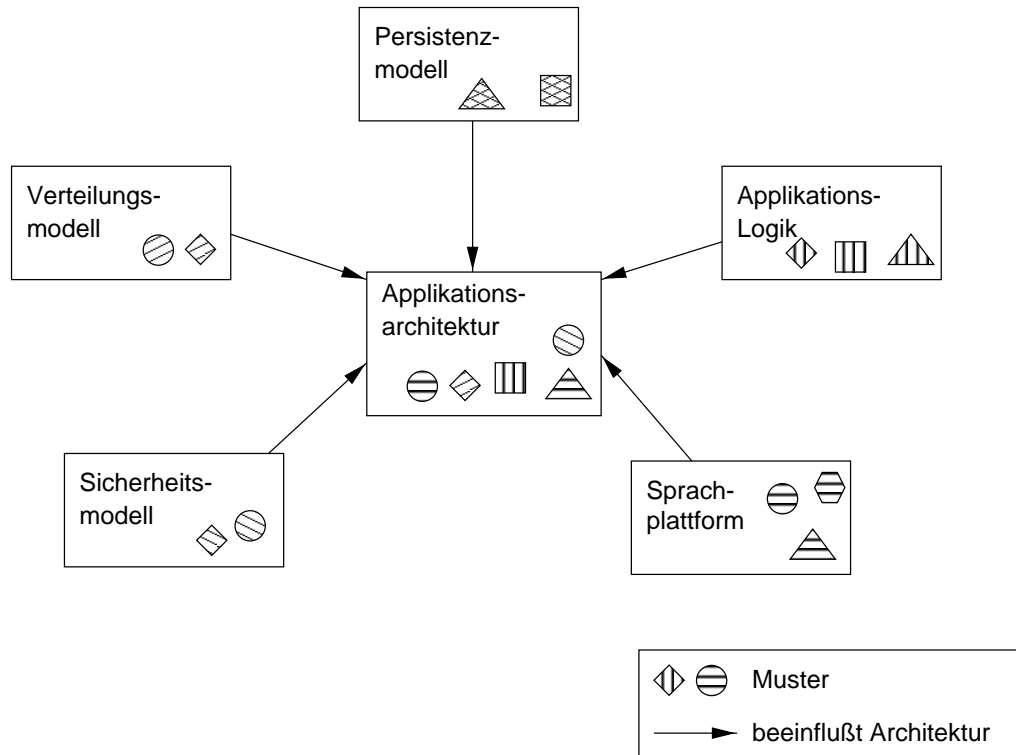 Persistenz-
modell
Verteilungs-
modell
Applikations-
Logik
Applikations-
architektur
Sicherheits-
modell
Sprach-
plattform
Muster
beeinflußt Architektur